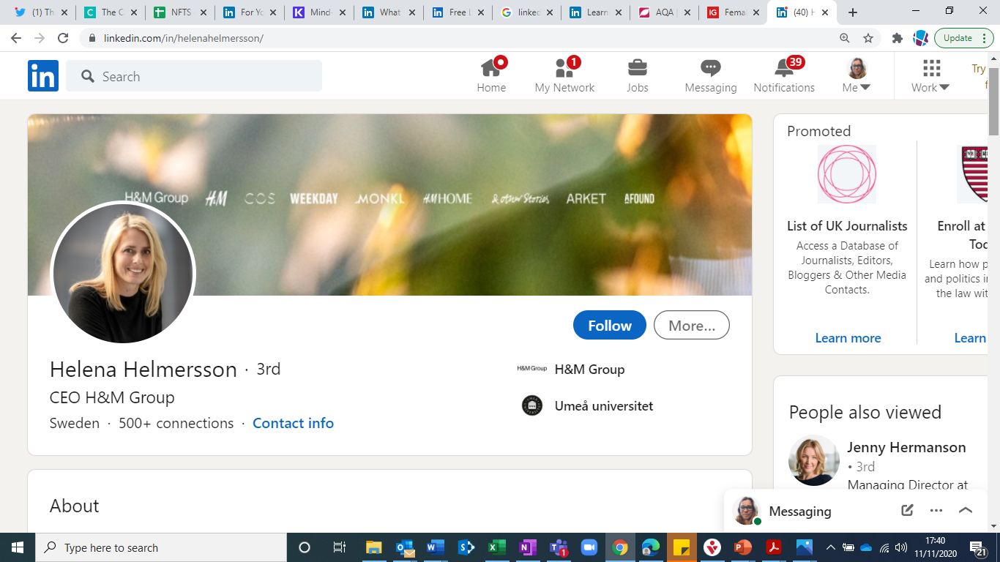 (1) Th
The C
NFTS
For Yo
Mind-
What
Free L
linked
Learn
AQA |
Fema
(40) H
linkedin.com/in/helenahelmersson/
Update
in
Search
Home
1
My Network
Jobs
Messaging
39
Notifications
Me
Work
Try
f
H&M Group H&M COS WEEKDAY MONKI H&M HOME & other Stories ARKET AFOUND
Follow
More...
Helena Helmersson · 3rd
CEO H&M Group
Sweden · 500+ connections · Contact info
H&M Group H&M Group
Umeå universitet
About
Promoted
List of UK Journalists
Access a Database of
Journalists, Editors,
Bloggers & Other Media
Contacts.
Learn more
Enroll at
Tod
Learn how p
and politics in
the law wit
Learn
People also viewed
Jenny Hermanson
• 3rd
Managing Director at
Messaging
Type here to search
1
17:40
11/11/2020
21